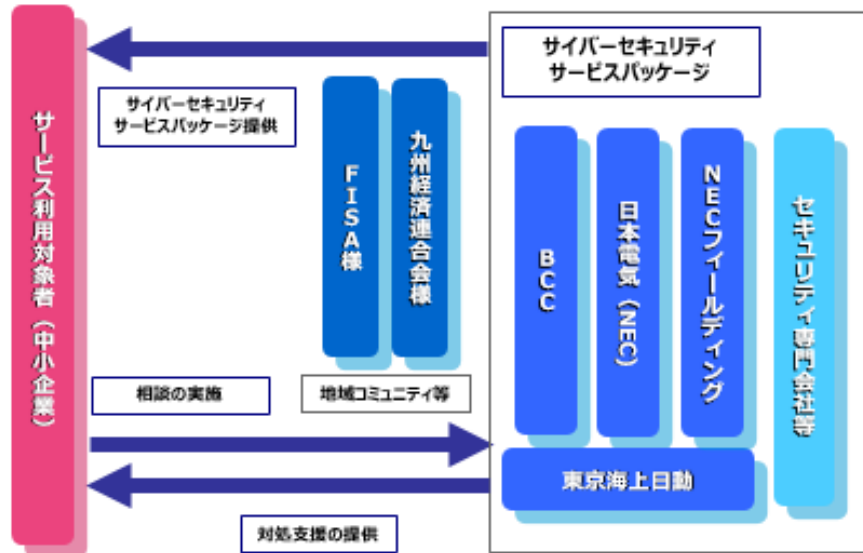 サービス利用対象者（中小企業）
サイバーセキュリティ
サービスパッケージ提供
FISA様
九州経済連合会様
地域コミュニティ等
サイバーセキュリティ
サービスパッケージ
BCC
日本電気（NEC）
NECフィールディング
セキュリティ専門会社等
東京海上日動
相談の実施
対処支援の提供